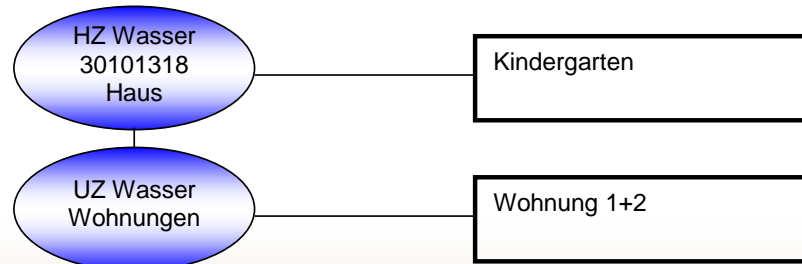 HZ Wasser
30101318
Haus
Kindergarten
UZ Wasser
Wohnungen
Wohnung 1+2